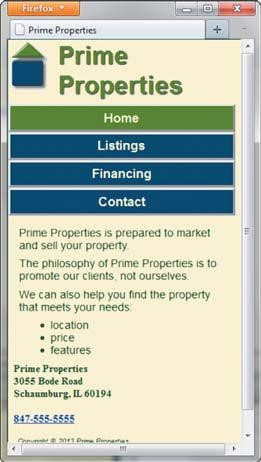 Firefox
Prime Properties
Prime
Properties
Home
Listings
Financing
Contact
Prime Properties is prepared to market
and sell your property.
The philosophy of Prime Properties is to
promote our clients, not ourselves.
We can also help you find the property
that meets your needs:
• location
• price
• features
Prime Properties
3055 Bode Road
Schaumburg, IL 60194
847-555-5555
Copyright © 2013 Prime Properties